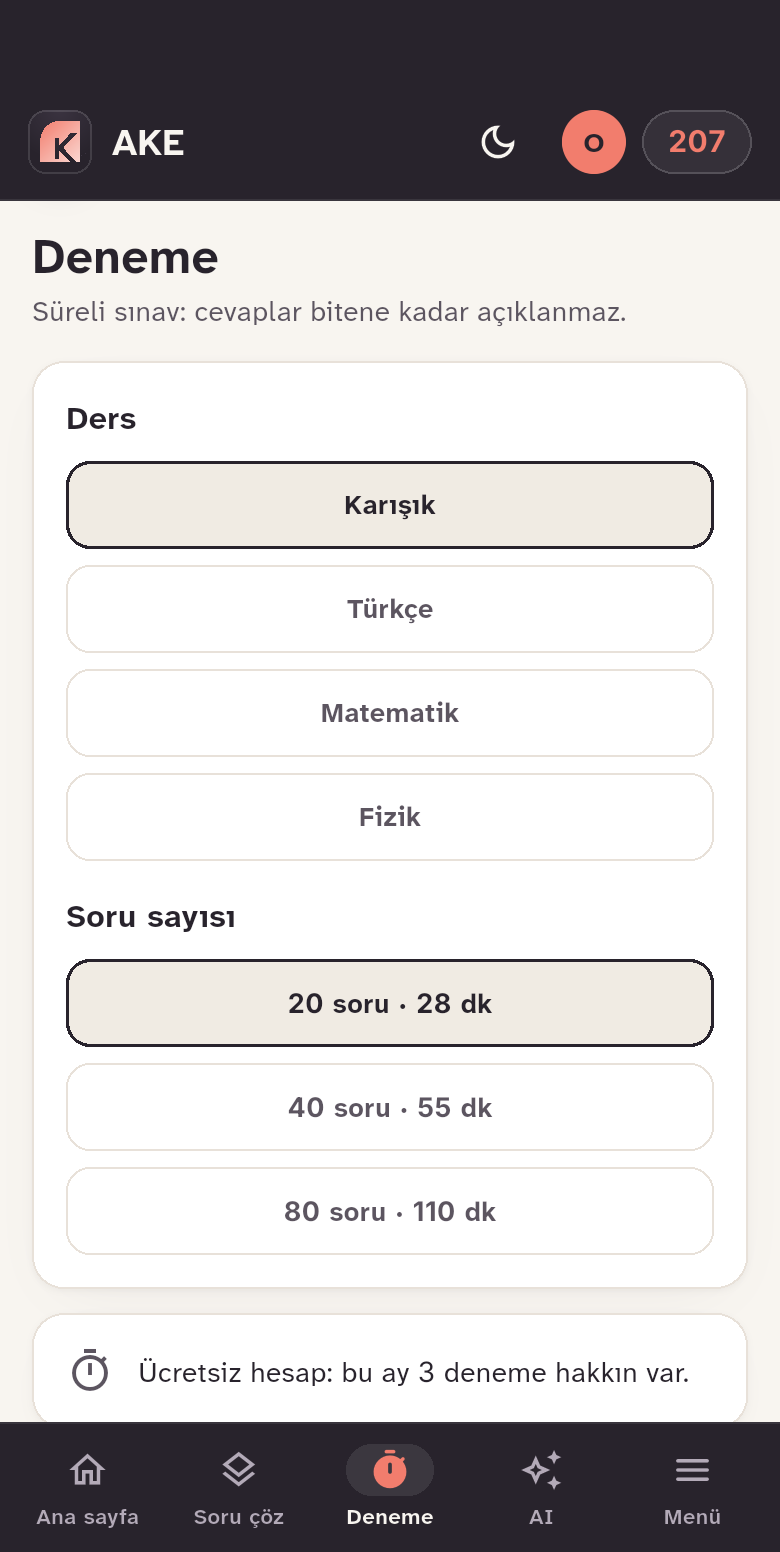 K AKE O 207
Deneme
Süreli sınav: cevaplar bitene kadar açıklanmaz.
Ders
Karışık
Türkçe
Matematik
Fizik
Soru sayısı
20 soru · 28 dk
40 soru · 55 dk
80 soru · 110 dk
Ücretsiz hesap: bu ay 3 deneme hakkın var.
Ana sayfa Soru çöz Deneme AI Menü